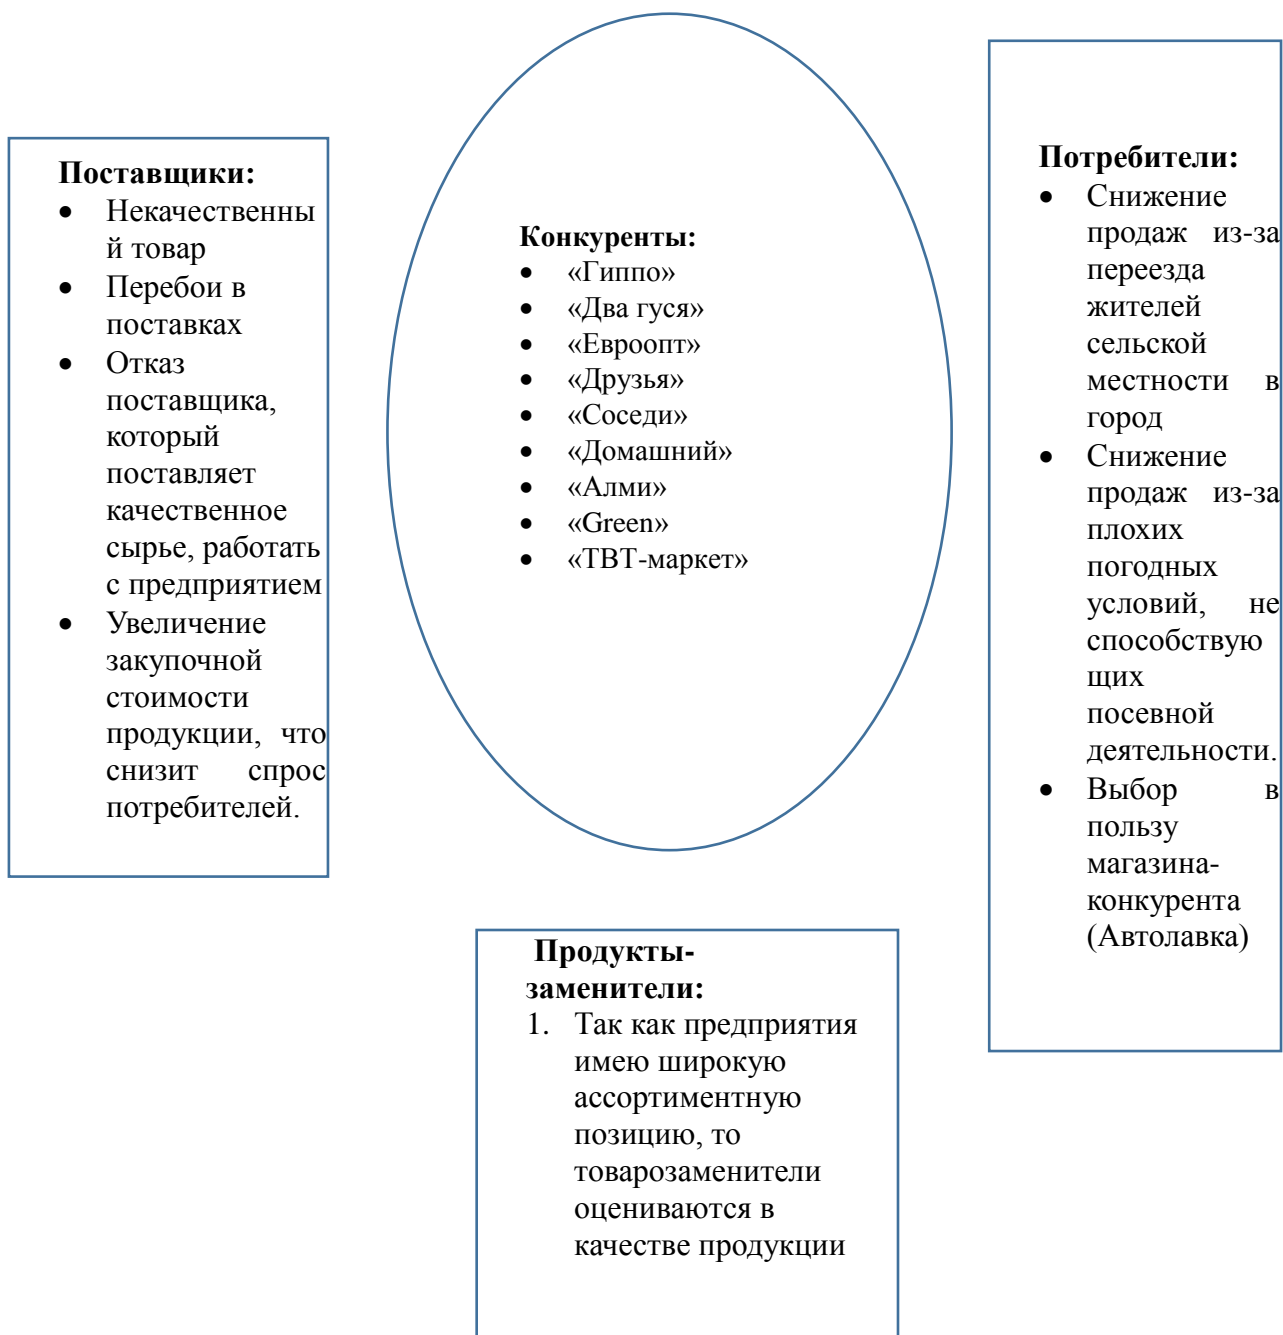 Поставщики:
• Некачественны
й товар
• Перебои в
поставках
• Отказ
поставщика,
который
поставляет
качественное
сырье, работать
с предприятием
• Увеличение
закупочной
стоимости
продукции, что
снизит спрос
потребителей.
Конкуренты:
• «Гиппо»
• «Два гуся»
• «Евроопт»
• «Друзья»
• «Соседи»
• «Домашний»
• «Алми»
• «Green»
• «ТВТ-маркет»
Потребители:
• Снижение
продаж из-за
переезда
жителей
сельской
местности в
город
• Снижение
продаж из-за
плохих
погодных
условий, не
способствую
щих
посевной
деятельности.
• Выбор в
пользу
магазина-
конкурента
(Автолавка)
Продукты-
заменители:
1. Так как предприятия
имею широкую
ассортиментную
позицию, то
товарозаменители
оцениваются в
качестве продукции